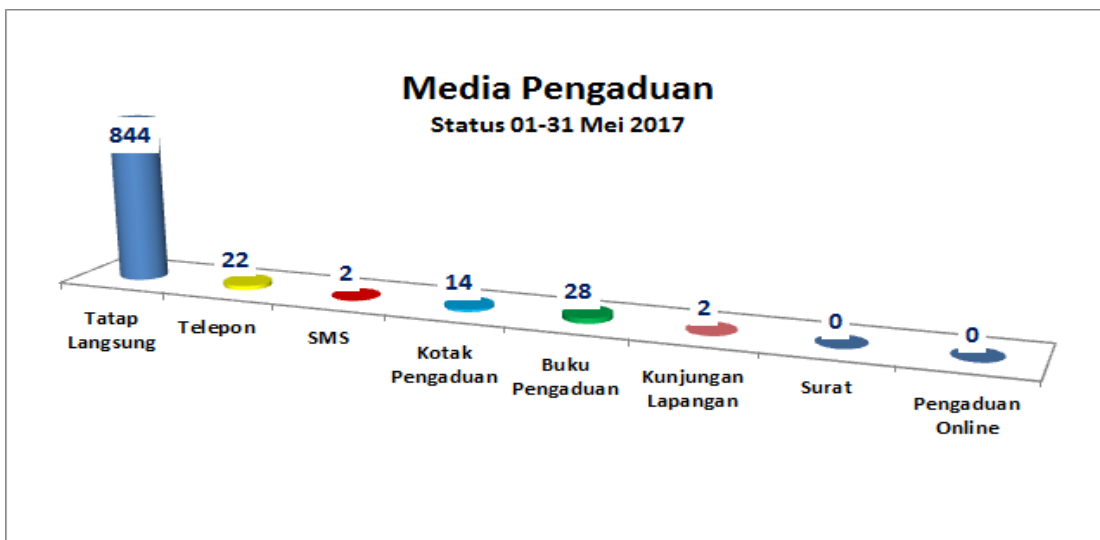 Media Pengaduan
Status 01-31 Mei 2017
844
22
2
14
28
2
0
0
Tatap
Langsung
Telepon
SMS
Kotak
Pengaduan
Buku
Pengaduan
Kunjungan
Lapangan
Surat
Pengaduan
Online